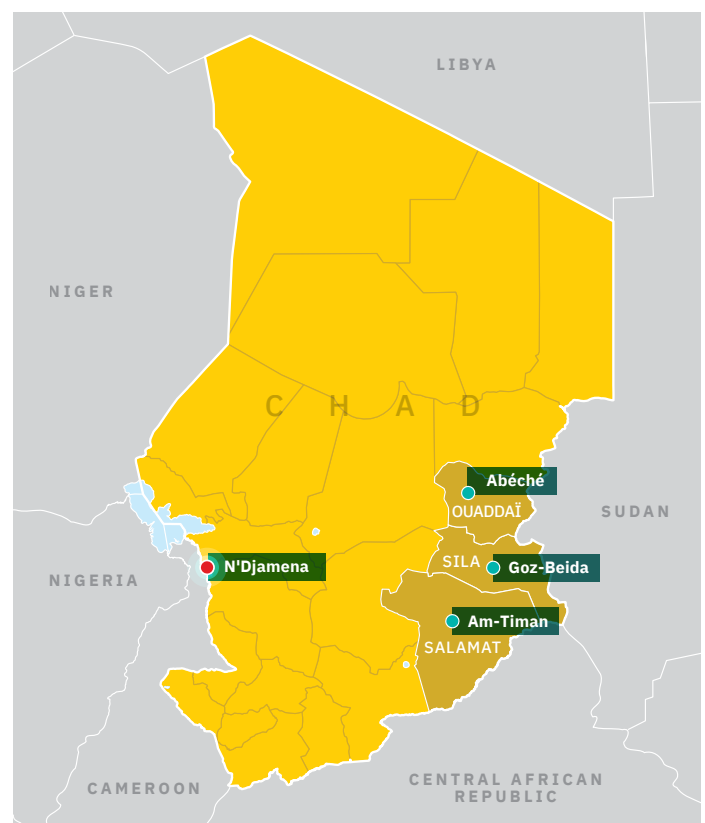 LIBYA
NIGER
C H A D
Abéché
OUADDAÏ
SUDAN
SILA
Goz-Beida
N'Djamena
NIGERIA
Am-Timan
SALAMAT
CAMEROON
CENTRAL AFRICAN
REPUBLIC